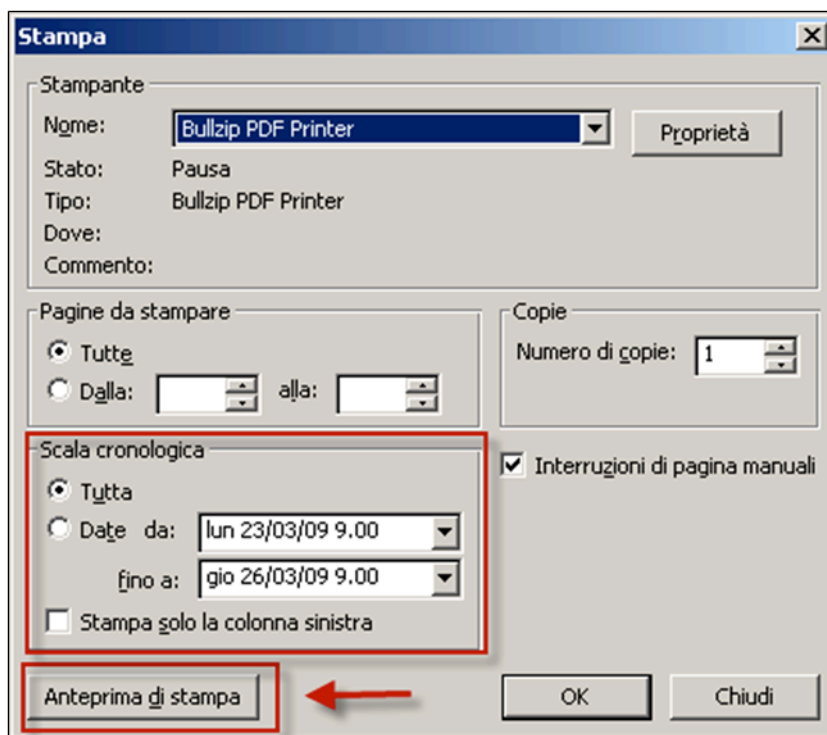 Stampa
Stampante
Nome: Bullzip PDF Printer Proprietà
Stato: Pausa
Tipo: Bullzip PDF Printer
Dove:
Commento:
Pagine da stampare
Tutte
Dalla: alla:
Copie
Numero di copie: 1
Scala cronologica
Tutta
Date da: lun 23/03/09 9.00
fino a: gio 26/03/09 9.00
Stampa solo la colonna sinistra
Interruzioni di pagina manuali
Anteprima di stampa OK Chiudi